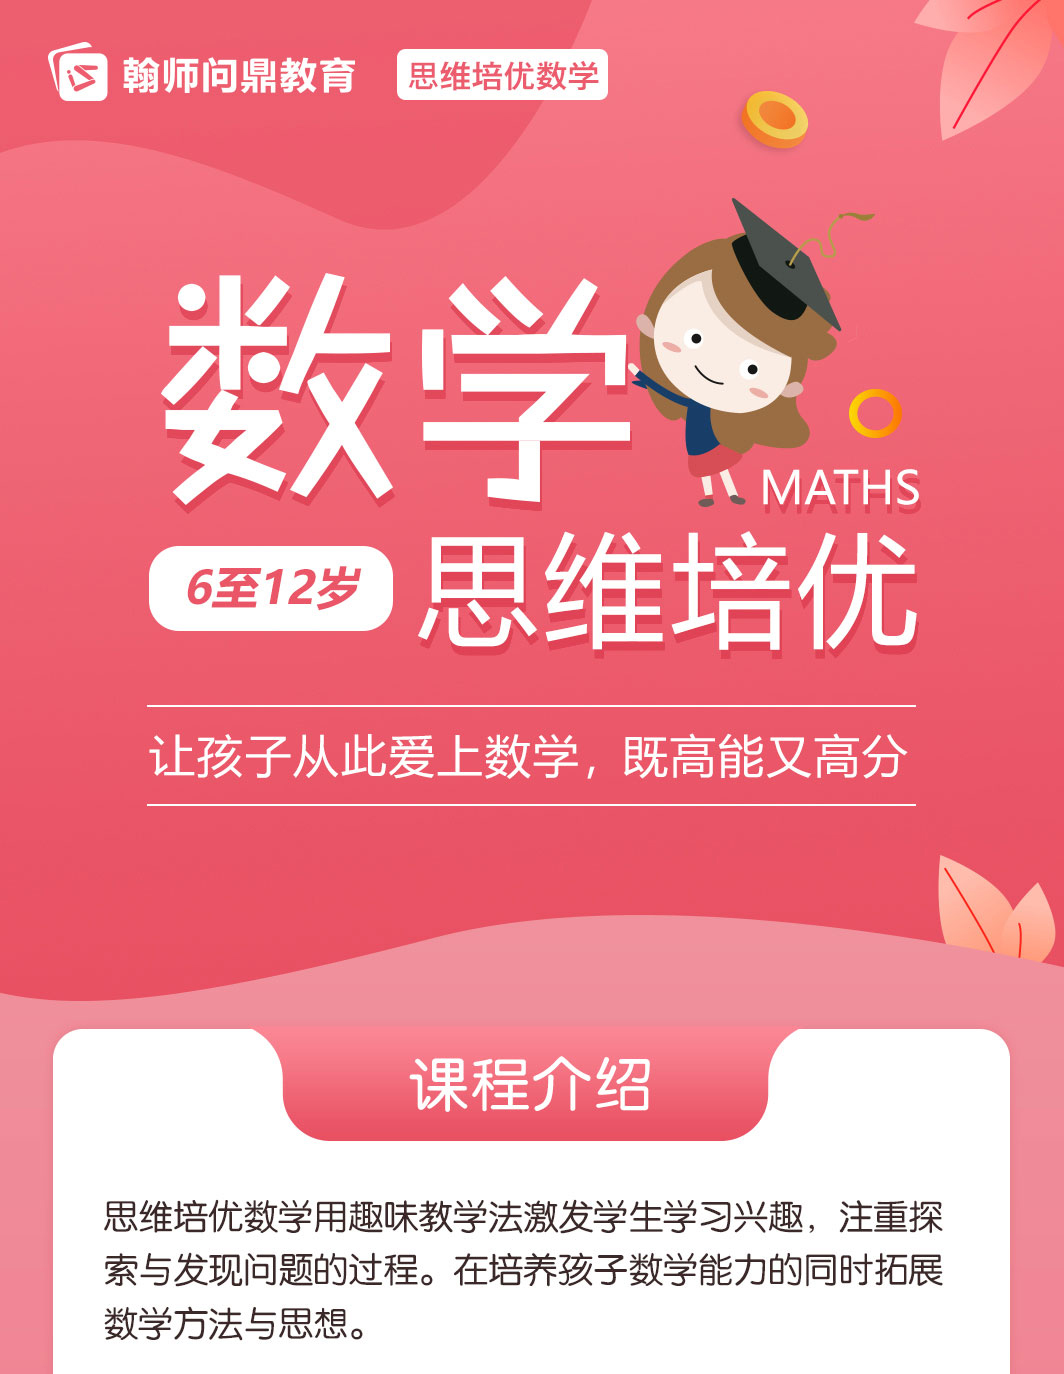 翰师问鼎教育
思维培优数学
数学
MATHS
6至12岁
思维培优
让孩子从此爱上数学，既高能又高分
课程介绍
思维培优数学用趣味教学法激发学生学习兴趣，注重探
索与发现问题的过程。在培养孩子数学能力的同时拓展
数学方法与思想。